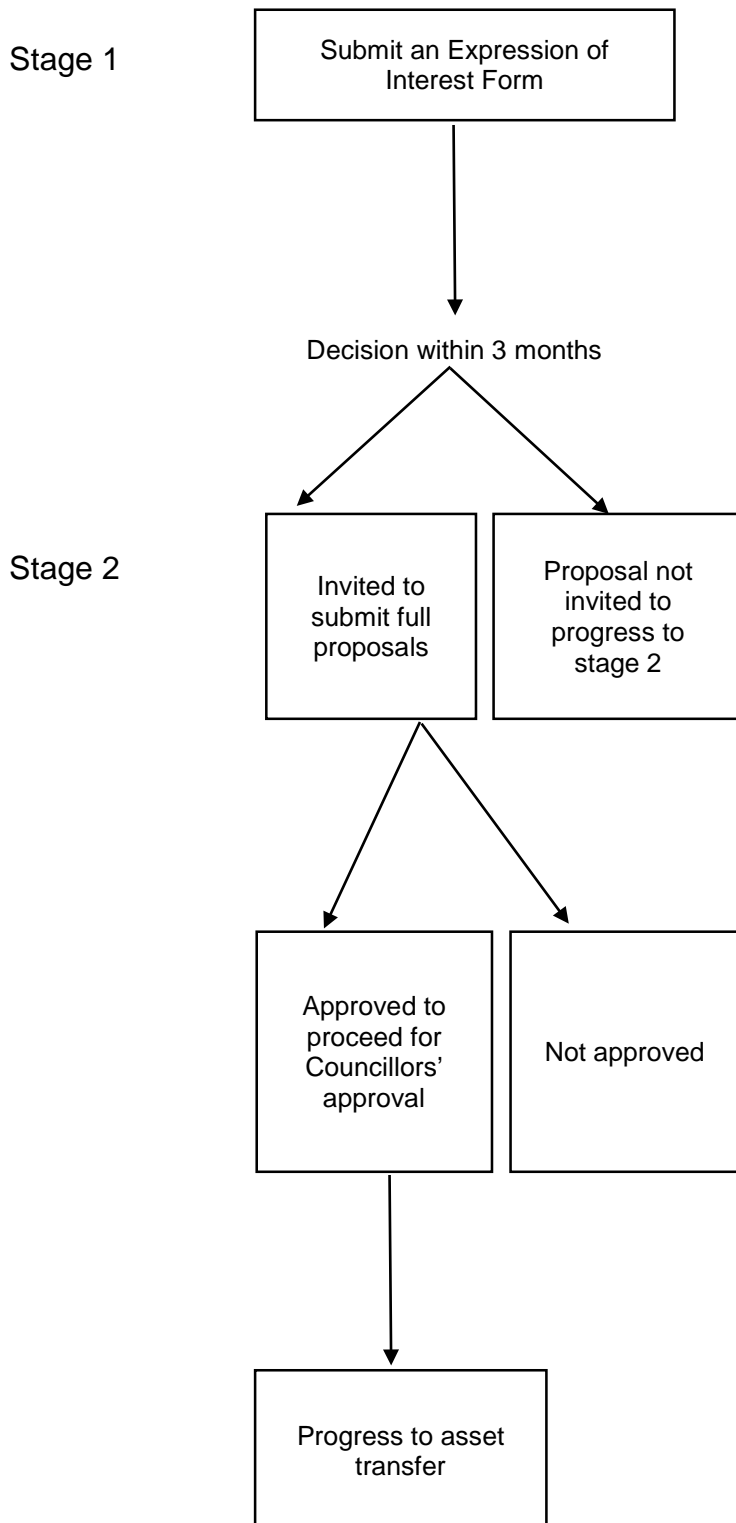 Stage 1
Submit an Expression of
Interest Form
Decision within 3 months
Stage 2
Invited to
submit full
proposals
Proposal not
invited to
progress to
stage 2
Approved to
proceed for
Councillors’
approval
Not approved
Progress to asset
transfer